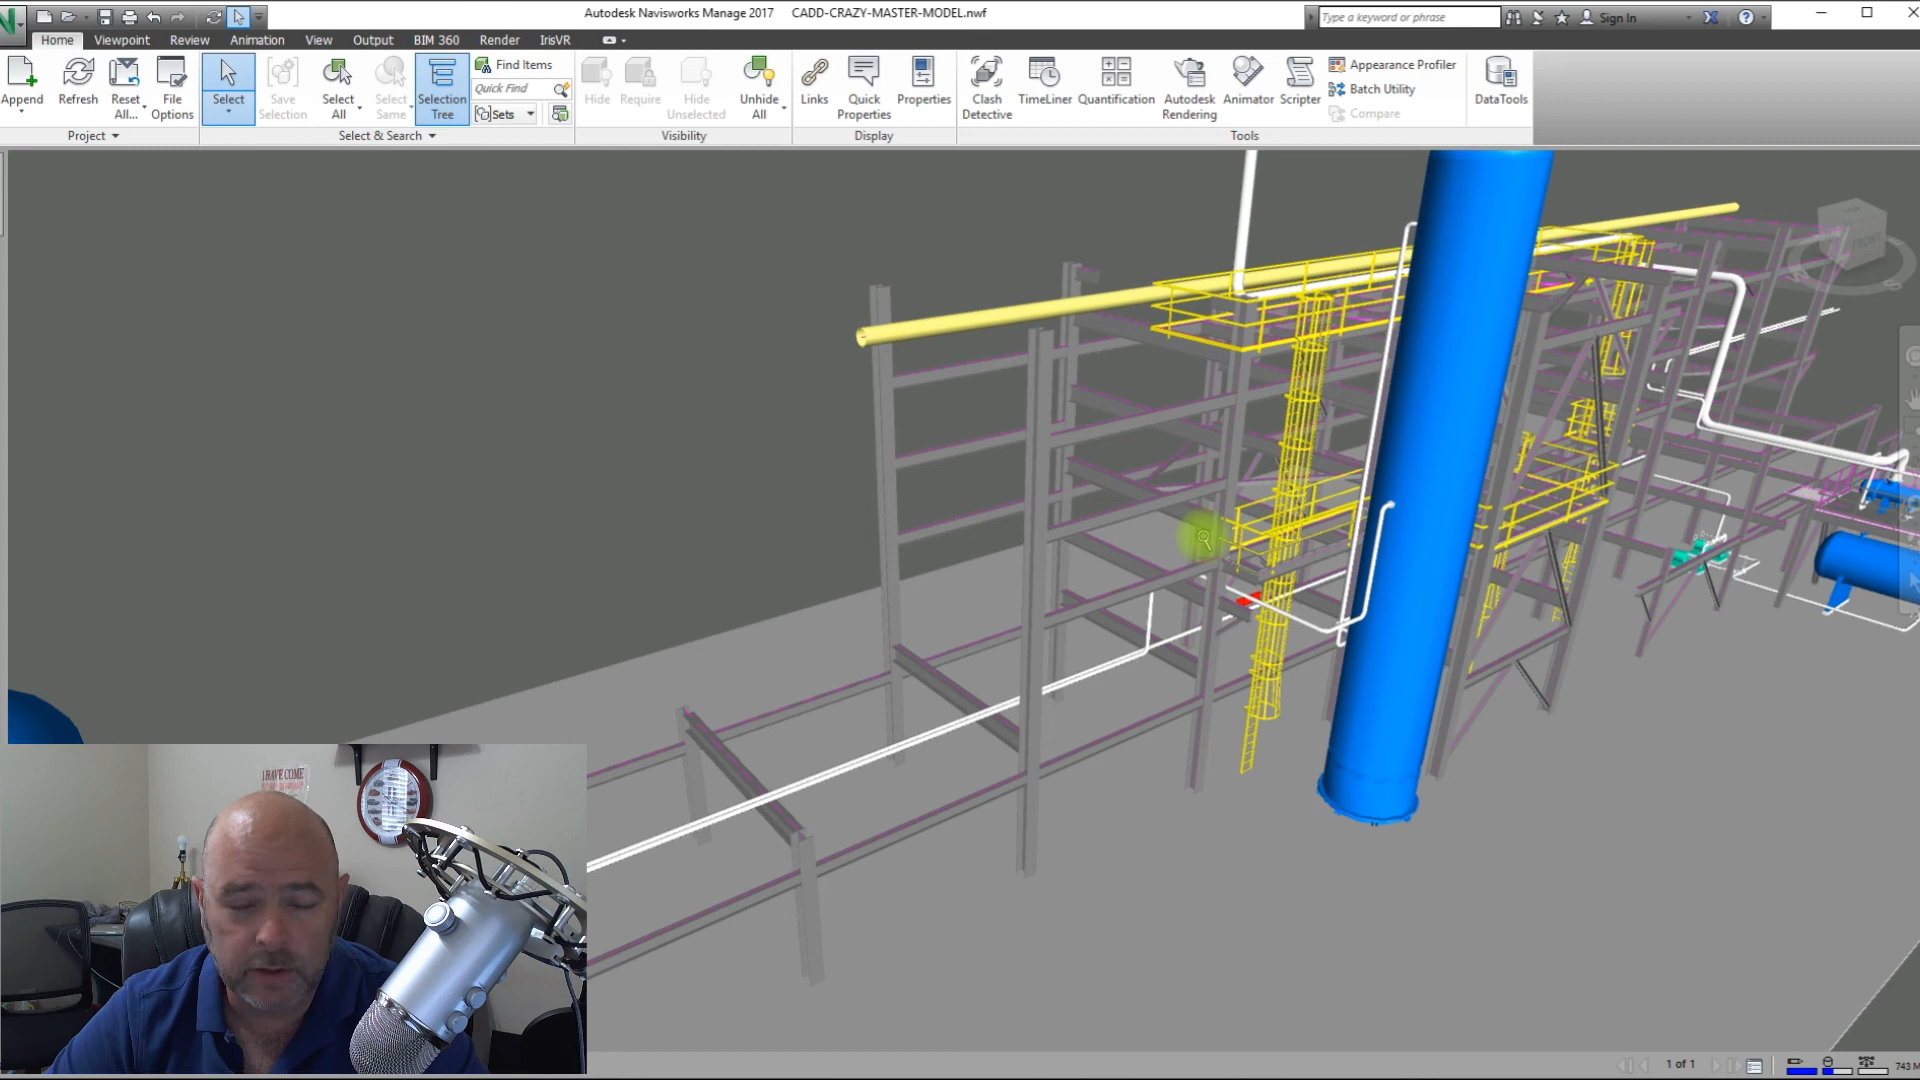 Autodesk Navisworks Manage 2017 CADD-CRAZY-MASTER-MODEL.nwf
Type a keyword or phrase
Sign In
Home Viewpoint Review Animation View Output BIM 360 Render IrisVR
Append
Refresh
Reset All...
File Options
Project
Select
Save Selection
Select All
Select Same
Selection Tree
Find Items
Quick Find
Sets
Select & Search
Hide
Require
Hide Unselected
Unhide All
Visibility
Links
Quick Properties
Properties
Display
Clash Detective
TimeLiner
Quantification
Autodesk Rendering
Animator
Scripter
Appearance Profiler
Batch Utility
Compare
Tools
DataTools
FRONT
I HAVE COME
1 of 1
743 M